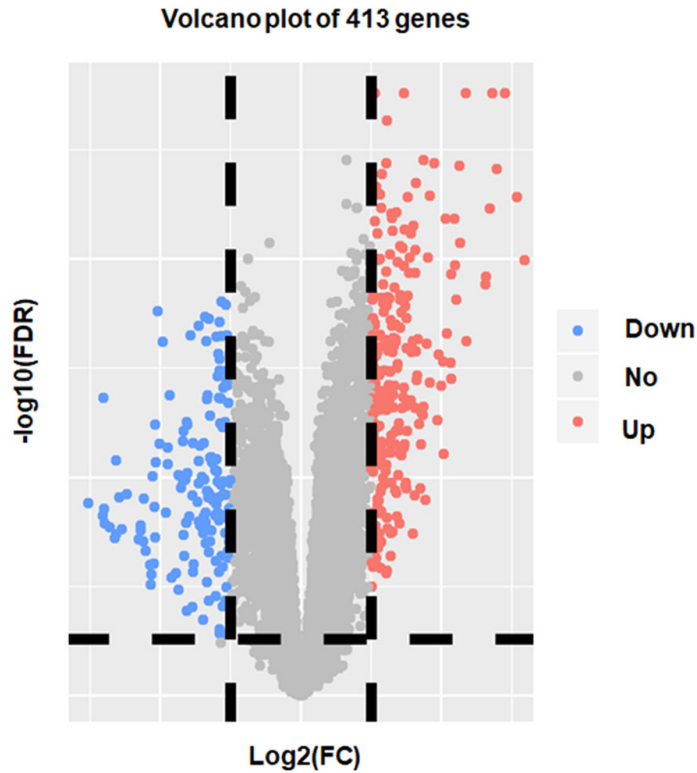 Volcano plot of 413 genes
-log10(FDR)
Down
No
Up
Log2(FC)